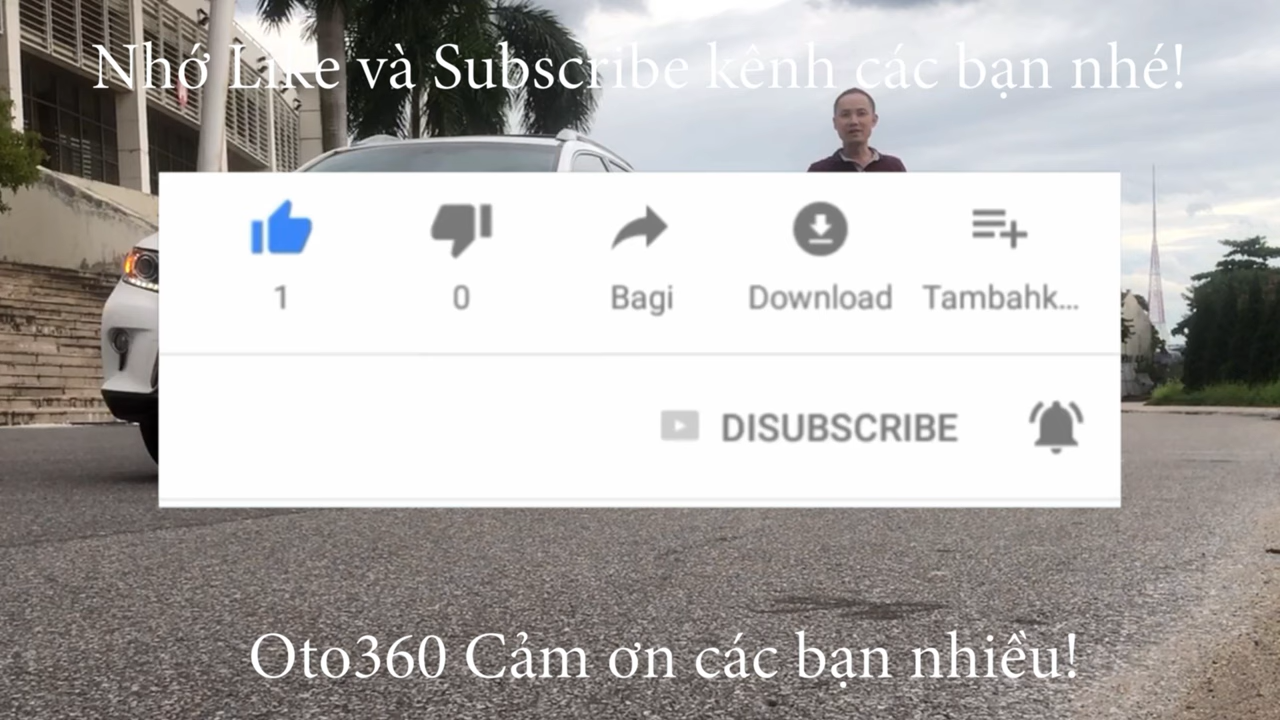 Nhớ Like và Subscribe kênh các bạn nhé!
1
0
Bagi
Download
Tambahk...
DISUBSCRIBE
Oto360 Cảm ơn các bạn nhiều!